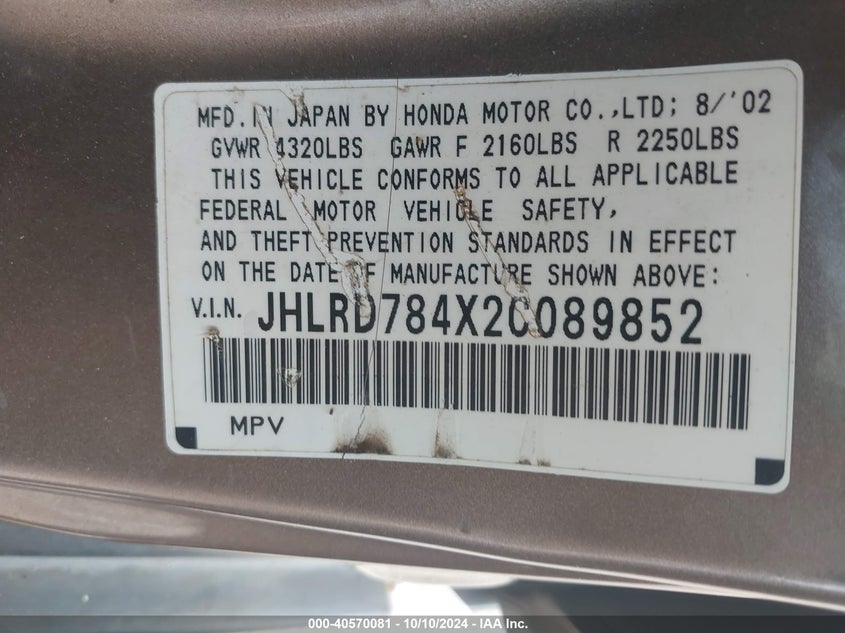 MFD. IN JAPAN BY HONDA MOTOR CO.,LTD; 8/'02
GVWR 4320LBS GAWR F 2160LBS R 2250LBS
THIS VEHICLE CONFORMS TO ALL APPLICABLE
FEDERAL MOTOR VEHICLE SAFETY,
AND THEFT PREVENTION STANDARDS IN EFFECT
ON THE DATE OF MANUFACTURE SHOWN ABOVE:
V.I.N. JHLRD784X2C089852
MPV
000-40570081 - 10/10/2024 - IAA Inc.